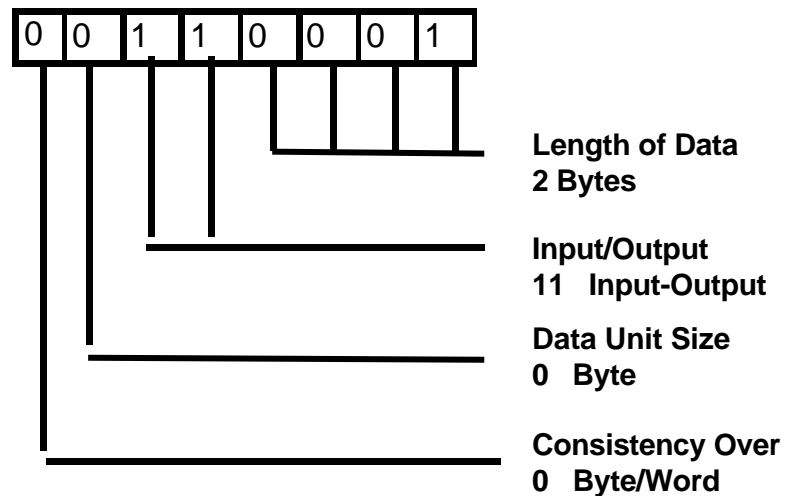 0 0 1 1 0 0 0 1
Length of Data
2 Bytes
Input/Output
11 Input-Output
Data Unit Size
0 Byte
Consistency Over
0 Byte/Word